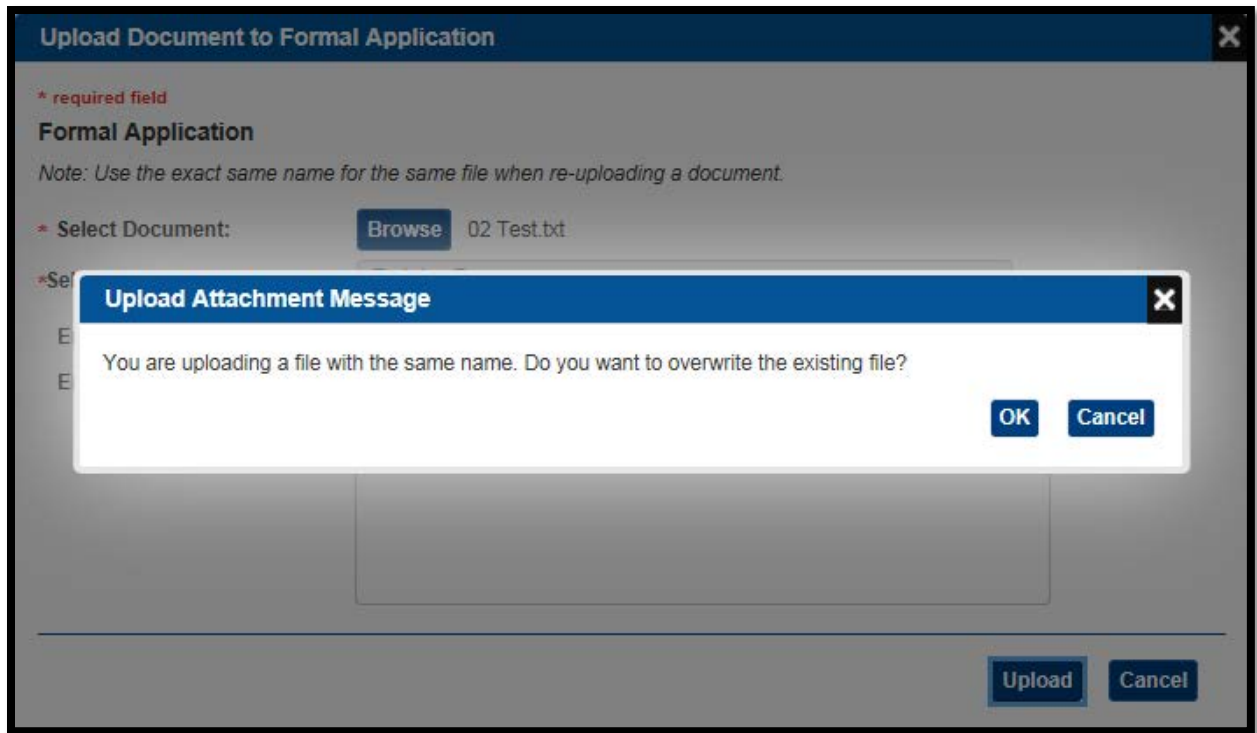 Upload Document to Formal Application
* required field
Formal Application
Note: Use the exact same name for the same file when re-uploading a document.
* Select Document: Browse 02 Test.txt
Upload Attachment Message
You are uploading a file with the same name. Do you want to overwrite the existing file?
OK Cancel
Upload Cancel